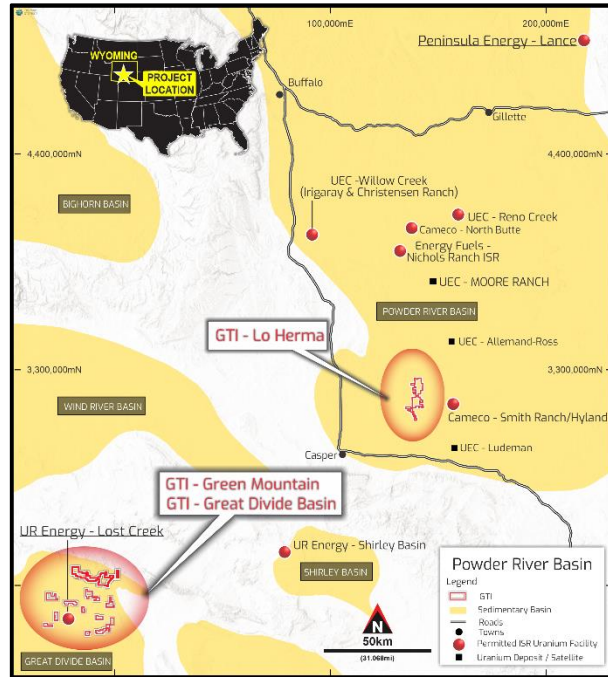 WYOMING
PROJECT
LOCATION
100,000mE
200,000mE
Peninsula Energy - Lance
Buffalo
Gillette
4,400,000mN
4,400,000mN
BIGHORN BASIN
UEC -Willow Creek
(Irigaray & Christensen Ranch)
UEC - Reno Creek
Cameco - North Butte
Energy Fuels -
Nichols Ranch ISR
UEC - MOORE RANCH
POWDER RIVER BASIN
GTI - Lo Herma
UEC - Allemand-Ross
3,300,000mN
3,300,000mN
WIND RIVER BASIN
Cameco - Smith Ranch/Hyland
Casper
UEC - Ludeman
GTI - Green Mountain
GTI - Great Divide Basin
UR Energy - Lost Creek
UR Energy - Shirley Basin
SHIRLEY BASIN
GREAT DIVIDE BASIN
N
50km
(31.068mi)
Powder River Basin
Legend
GTI
Sedimentary Basin
Roads
Towns
Permitted ISR Uranium Facility
Uranium Deposit / Satellite